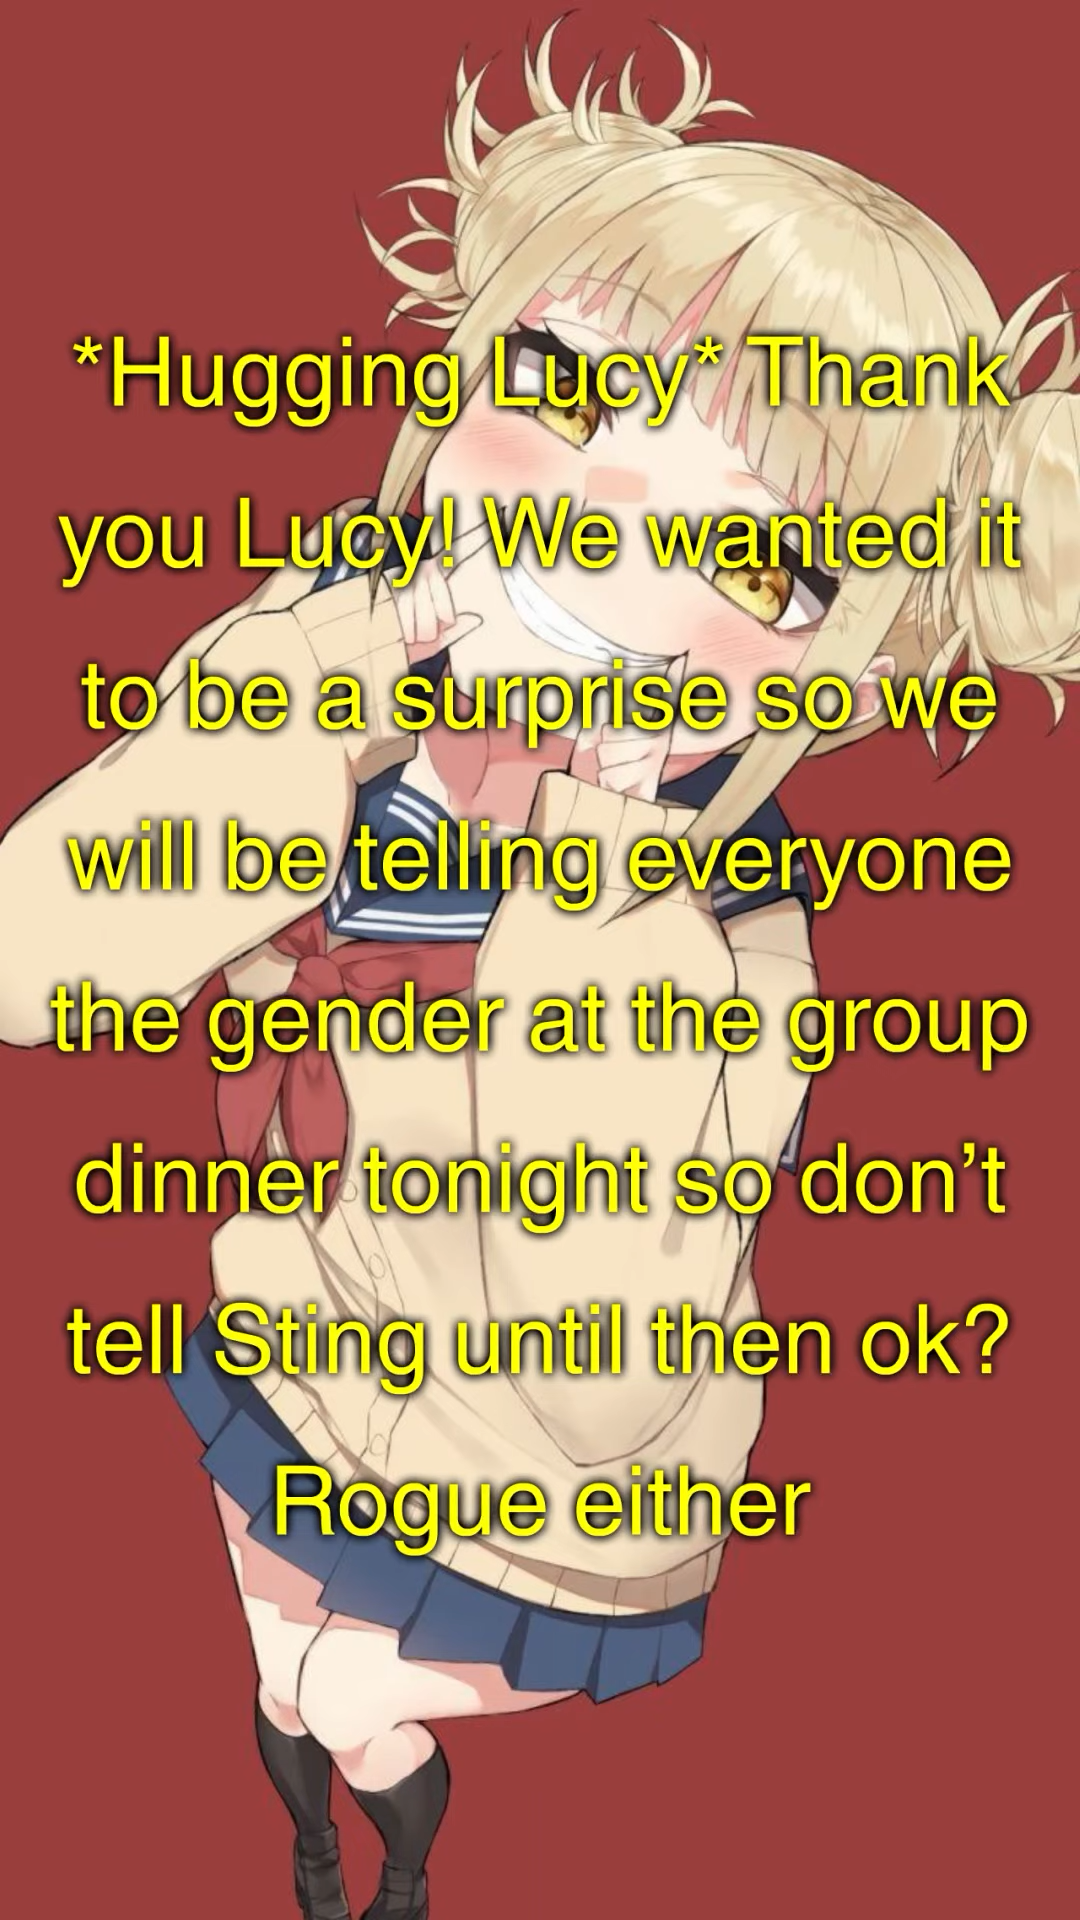 *Hugging Lucy* Thank
you Lucy! We wanted it
to be a surprise so we
will be telling everyone
the gender at the group
dinner tonight so don’t
tell Sting until then ok?
Rogue either